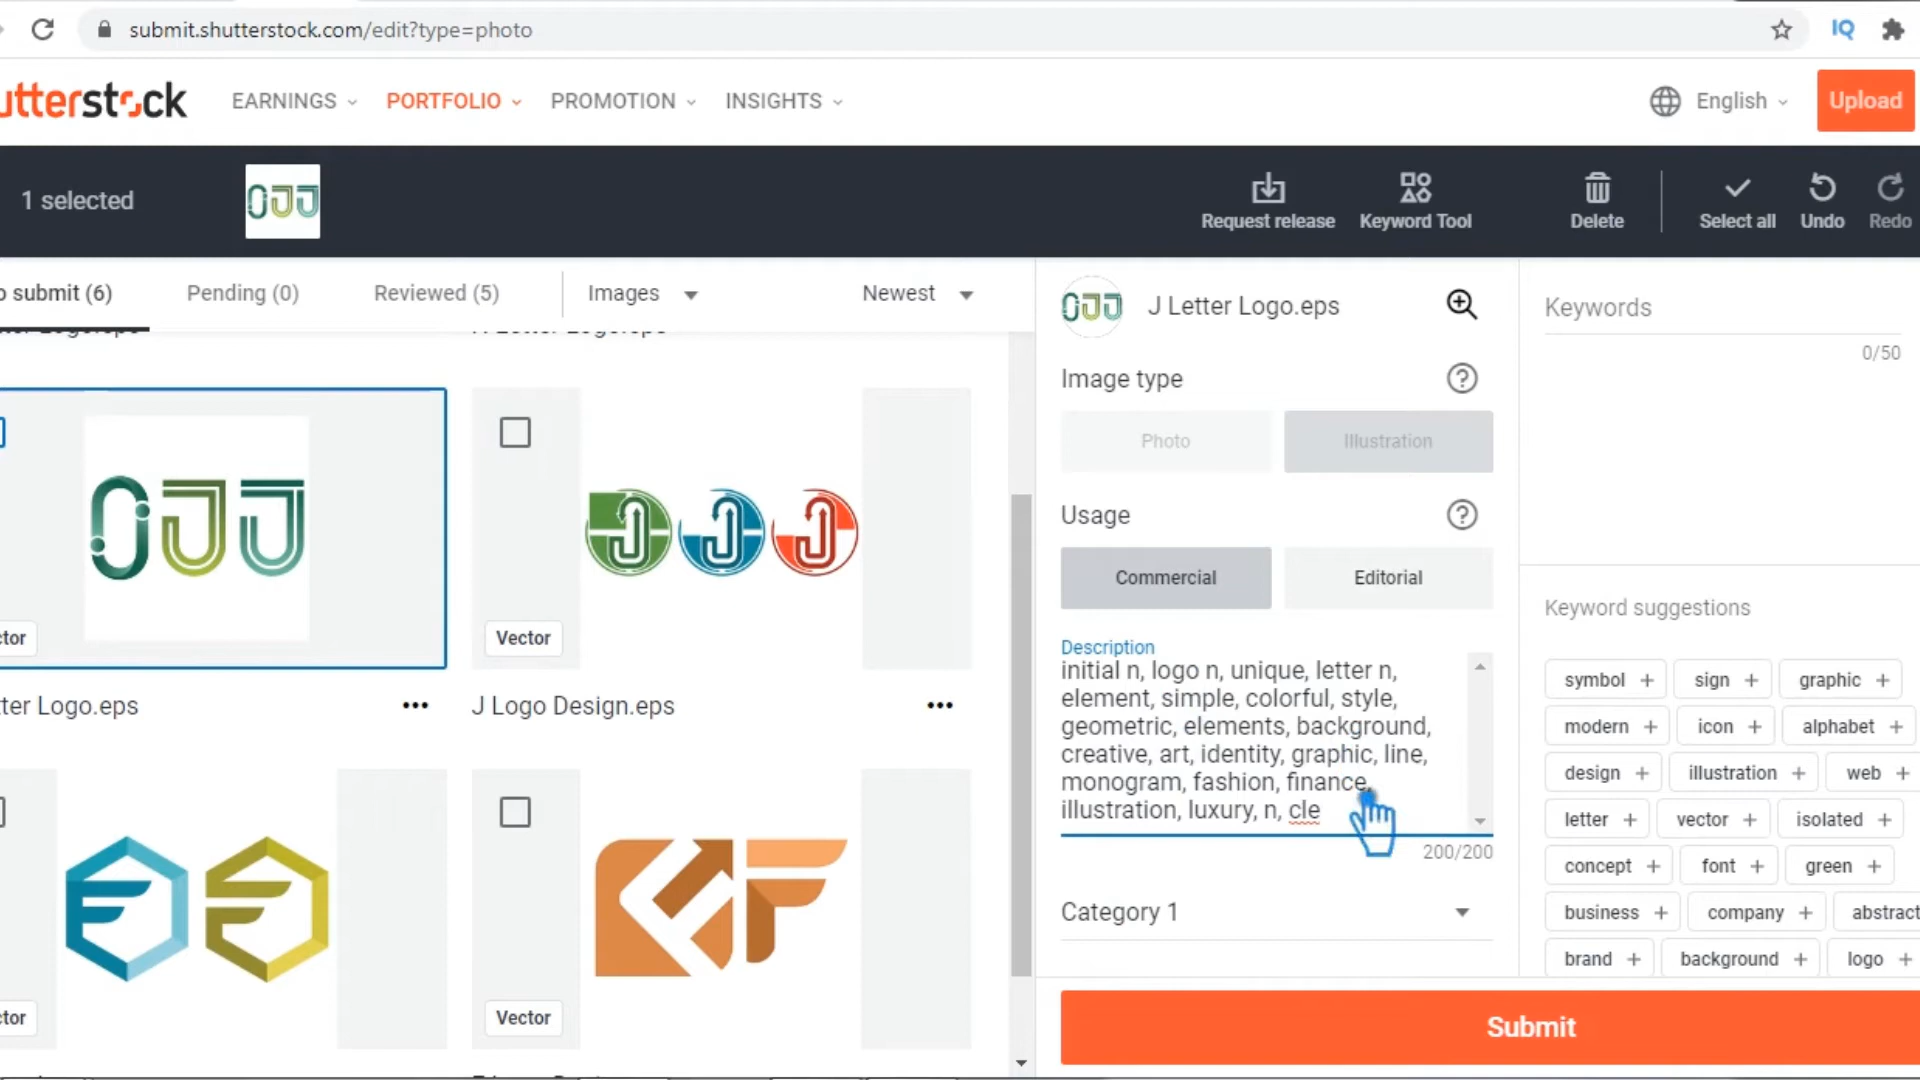 submit.shutterstock.com/edit?type=photo
IQ
utterstock
EARNINGS
PORTFOLIO
PROMOTION
INSIGHTS
English
Upload
1 selected
Request release
Keyword Tool
Delete
Select all
Undo
Redo
o submit (6)
Pending (0)
Reviewed (5)
Images
Newest
J Letter Logo.eps
Keywords
0/50
Image type
Photo
Illustration
Usage
Commercial
Editorial
Vector
tor
tter Logo.eps
J Logo Design.eps
Description
initial n, logo n, unique, letter n,
element, simple, colorful, style,
geometric, elements, background,
creative, art, identity, graphic, line,
monogram, fashion, finance,
illustration, luxury, n, cle
200/200
Category 1
Keyword suggestions
symbol + sign + graphic +
modern + icon + alphabet +
design + illustration + web +
letter + vector + isolated +
concept + font + green +
business + company + abstract
brand + background + logo +
tor
Vector
Submit